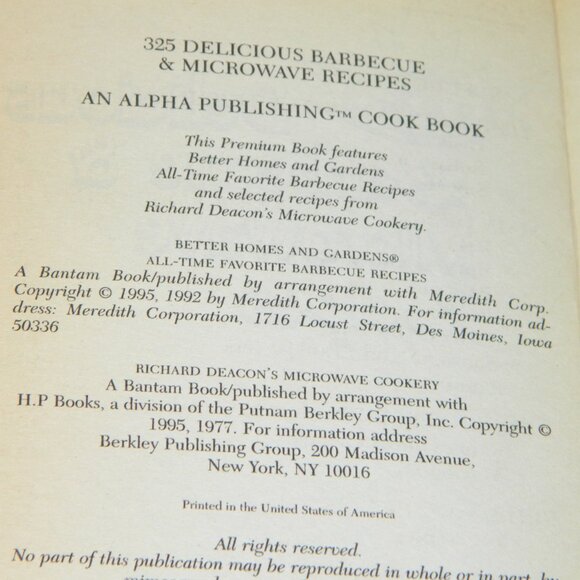 325 DELICIOUS BARBECUE
& MICROWAVE RECIPES
AN ALPHA PUBLISHING™ COOK BOOK
This Premium Book features
Better Homes and Gardens
All-Time Favorite Barbecue Recipes
and selected recipes from
Richard Deacon's Microwave Cookery.
BETTER HOMES AND GARDENS®
ALL-TIME FAVORITE BARBECUE RECIPES
A Bantam Book/published by arrangement with Meredith Corp.
Copyright © 1995, 1992 by Meredith Corporation. For information ad-
dress: Meredith Corporation, 1716 Locust Street, Des Moines, Iowa
50336
RICHARD DEACON'S MICROWAVE COOKERY
A Bantam Book/published by arrangement with
H.P Books, a division of the Putnam Berkley Group, Inc. Copyright ©
1995, 1977. For information address
Berkley Publishing Group, 200 Madison Avenue,
New York, NY 10016
Printed in the United States of America
All rights reserved.
No part of this publication may be reproduced in whole or in part, by